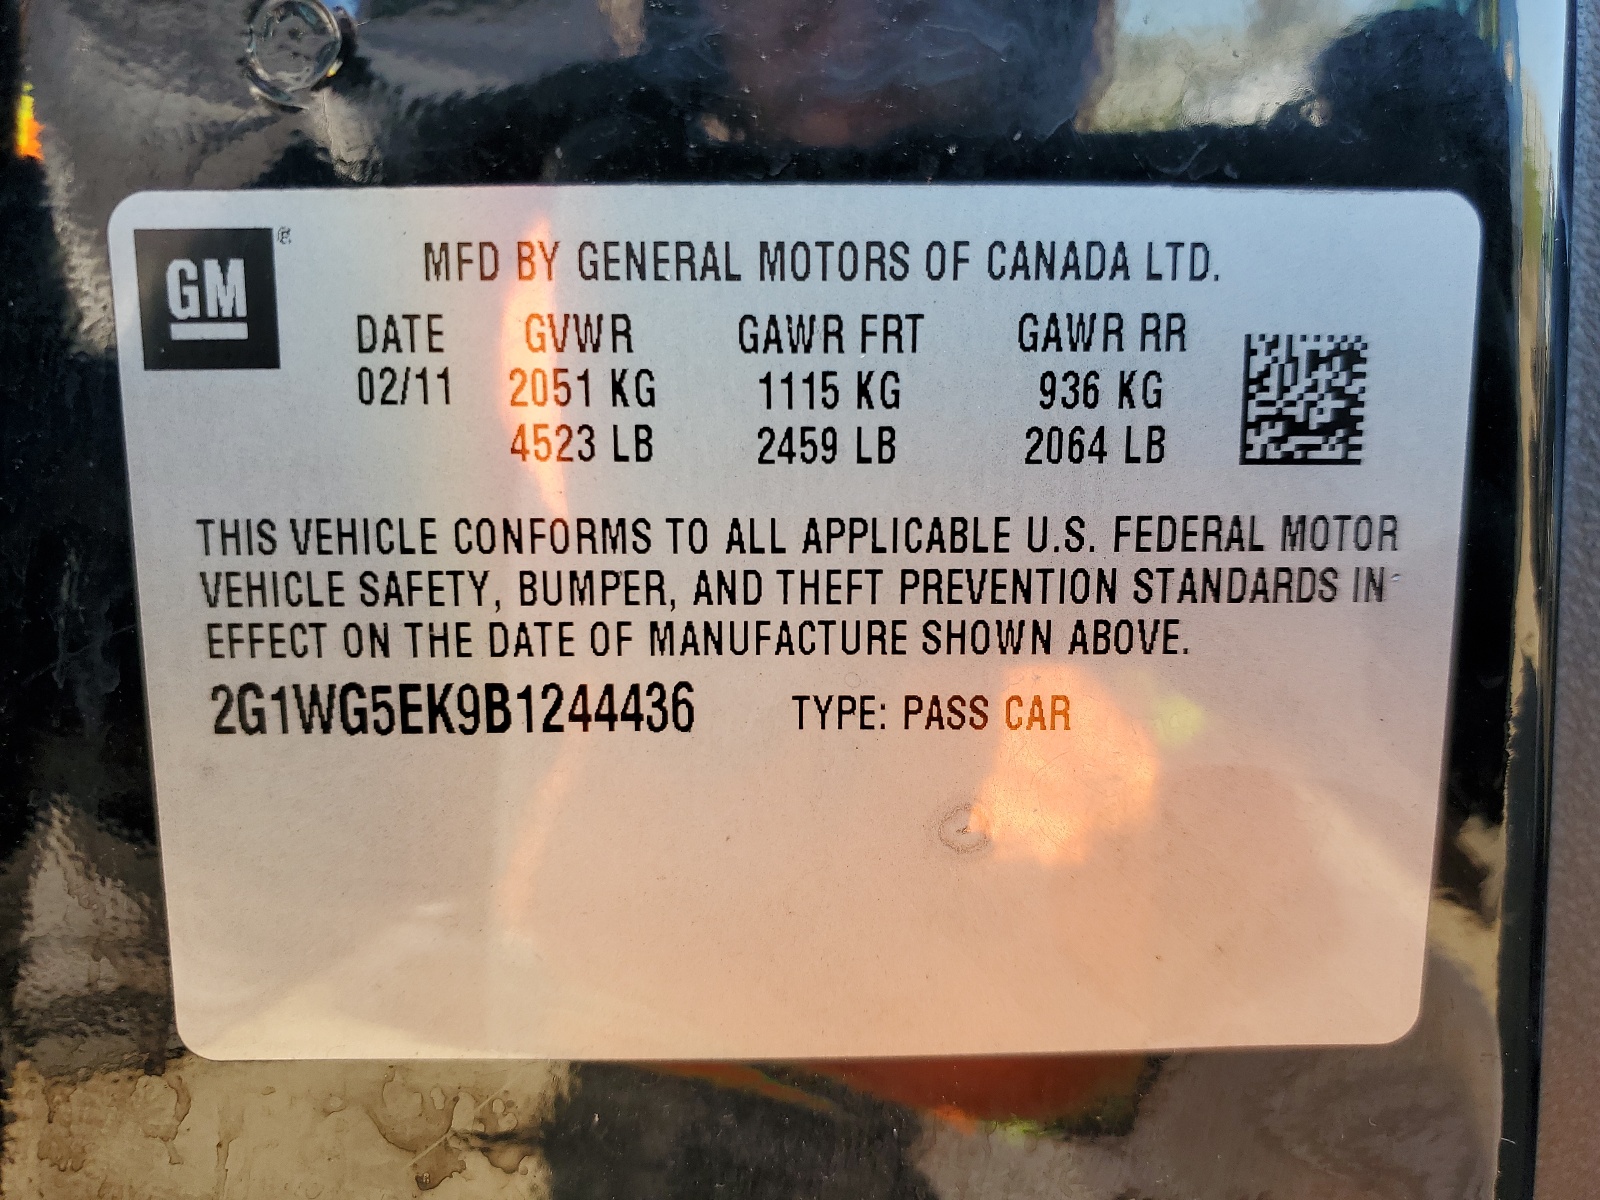 GM ®
MFD BY GENERAL MOTORS OF CANADA LTD.
DATE GVWR GAWR FRT GAWR RR
02/11 2051 KG 1115 KG 936 KG
4523 LB 2459 LB 2064 LB
THIS VEHICLE CONFORMS TO ALL APPLICABLE U.S. FEDERAL MOTOR
VEHICLE SAFETY, BUMPER, AND THEFT PREVENTION STANDARDS IN
EFFECT ON THE DATE OF MANUFACTURE SHOWN ABOVE.
2G1WG5EK9B1244436 TYPE: PASS CAR